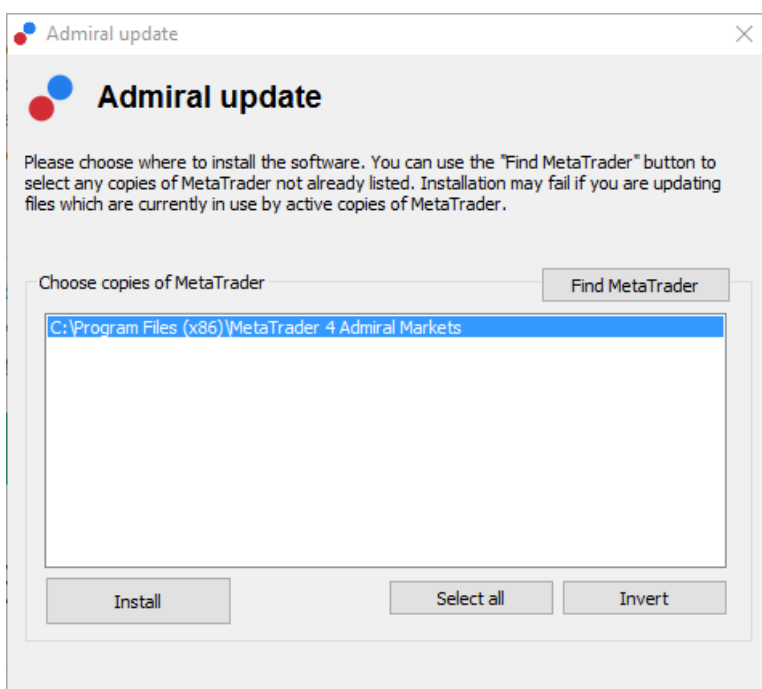 Admiral update
Admiral update
Please choose where to install the software. You can use the "Find MetaTrader" button to
select any copies of MetaTrader not already listed. Installation may fail if you are updating
files which are currently in use by active copies of MetaTrader.
Choose copies of MetaTrader
Find MetaTrader
C:\Program Files (x86)\MetaTrader 4 Admiral Markets
Install
Select all
Invert